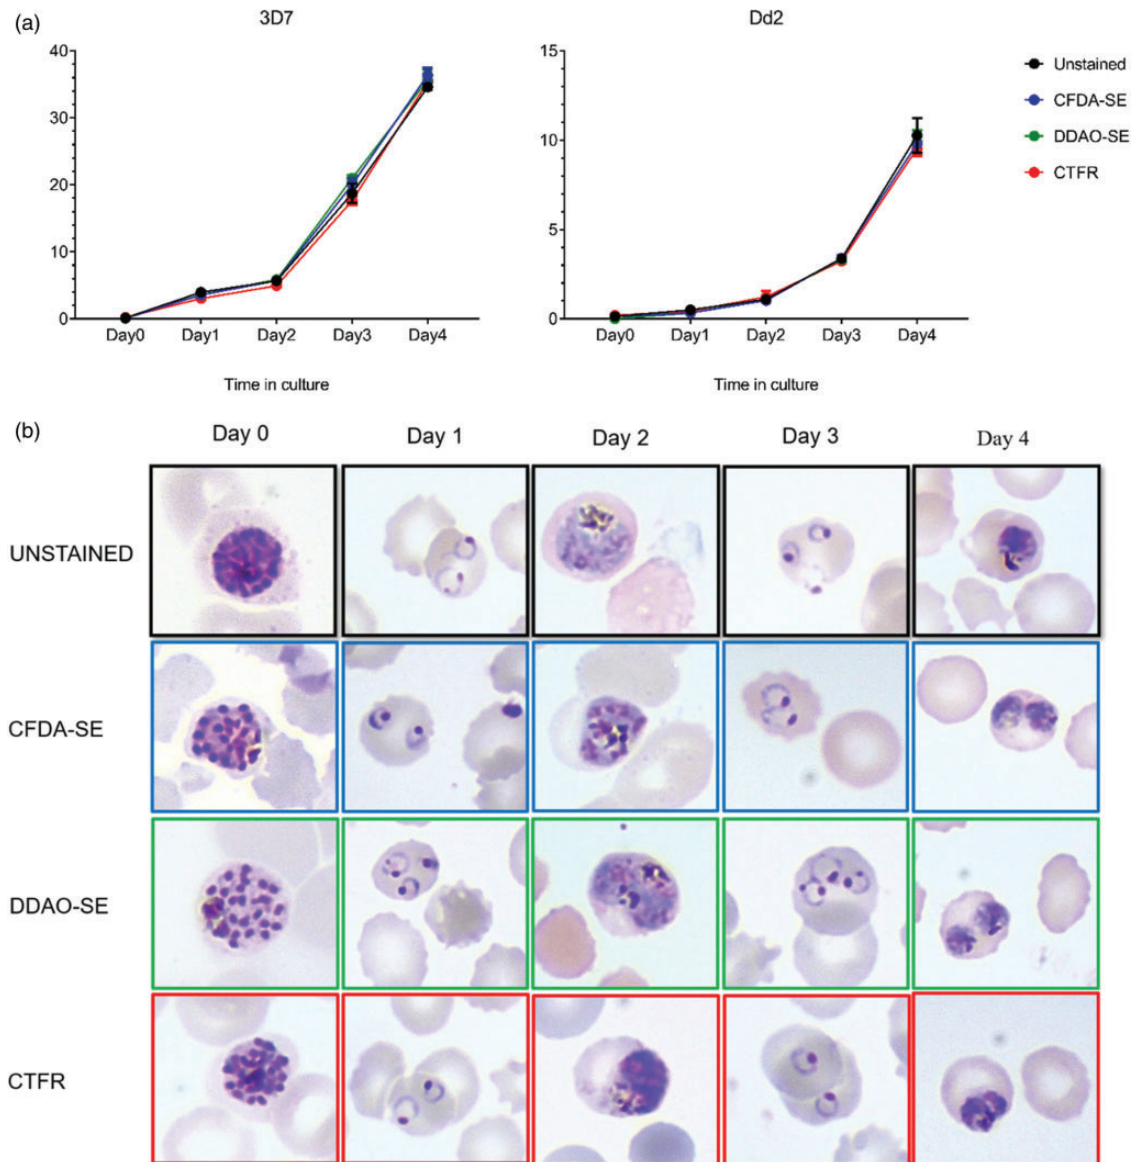 (a)
3D7
Dd2
40
30
20
10
0
Day0 Day1 Day2 Day3 Day4
Time in culture
15
10
5
0
Day0 Day1 Day2 Day3 Day4
Time in culture
Unstained
CFDA-SE
DDAO-SE
CTFR
(b)
Day 0 Day 1 Day 2 Day 3 Day 4
UNSTAINED
CFDA-SE
DDAO-SE
CTFR